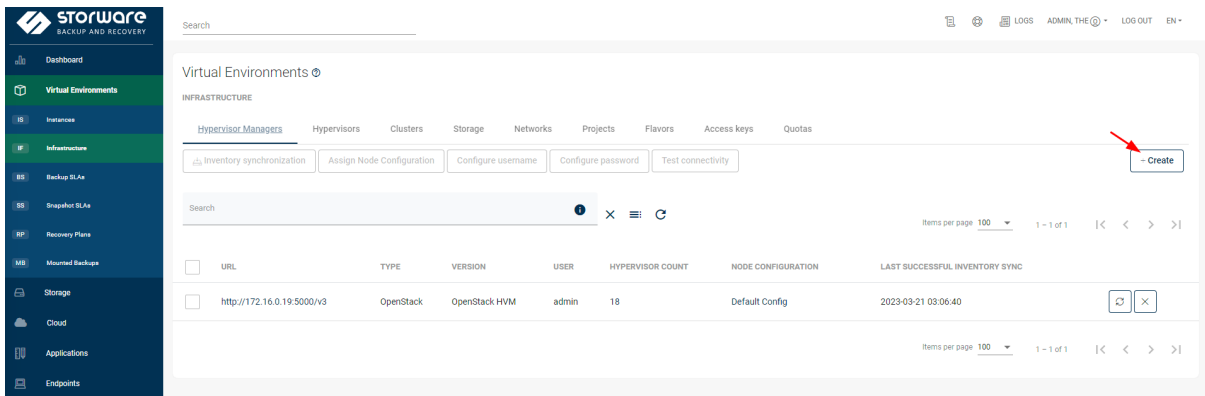 STORWARE
BACKUP AND RECOVERY
Search
LOGS
ADMIN, THE
LOG OUT
EN
Dashboard
Virtual Environments
IS Instances
IF Infrastructure
BS Backup SLAs
SS Snapshot SLAs
RP Recovery Plans
MB Mounted Backups
Storage
Cloud
Applications
Endpoints
Virtual Environments
INFRASTRUCTURE
Hypervisor Managers Hypervisors Clusters Storage Networks Projects Flavors Access keys Quotas
Inventory synchronization Assign Node Configuration Configure username Configure password Test connectivity + Create
Search
Items per page 100 1 – 1 of 1
URL TYPE VERSION USER HYPERVISOR COUNT NODE CONFIGURATION LAST SUCCESSFUL INVENTORY SYNC
http://172.16.0.19:5000/v3 OpenStack OpenStack HVM admin 18 Default Config 2023-03-21 03:06:40
Items per page 100 1 – 1 of 1